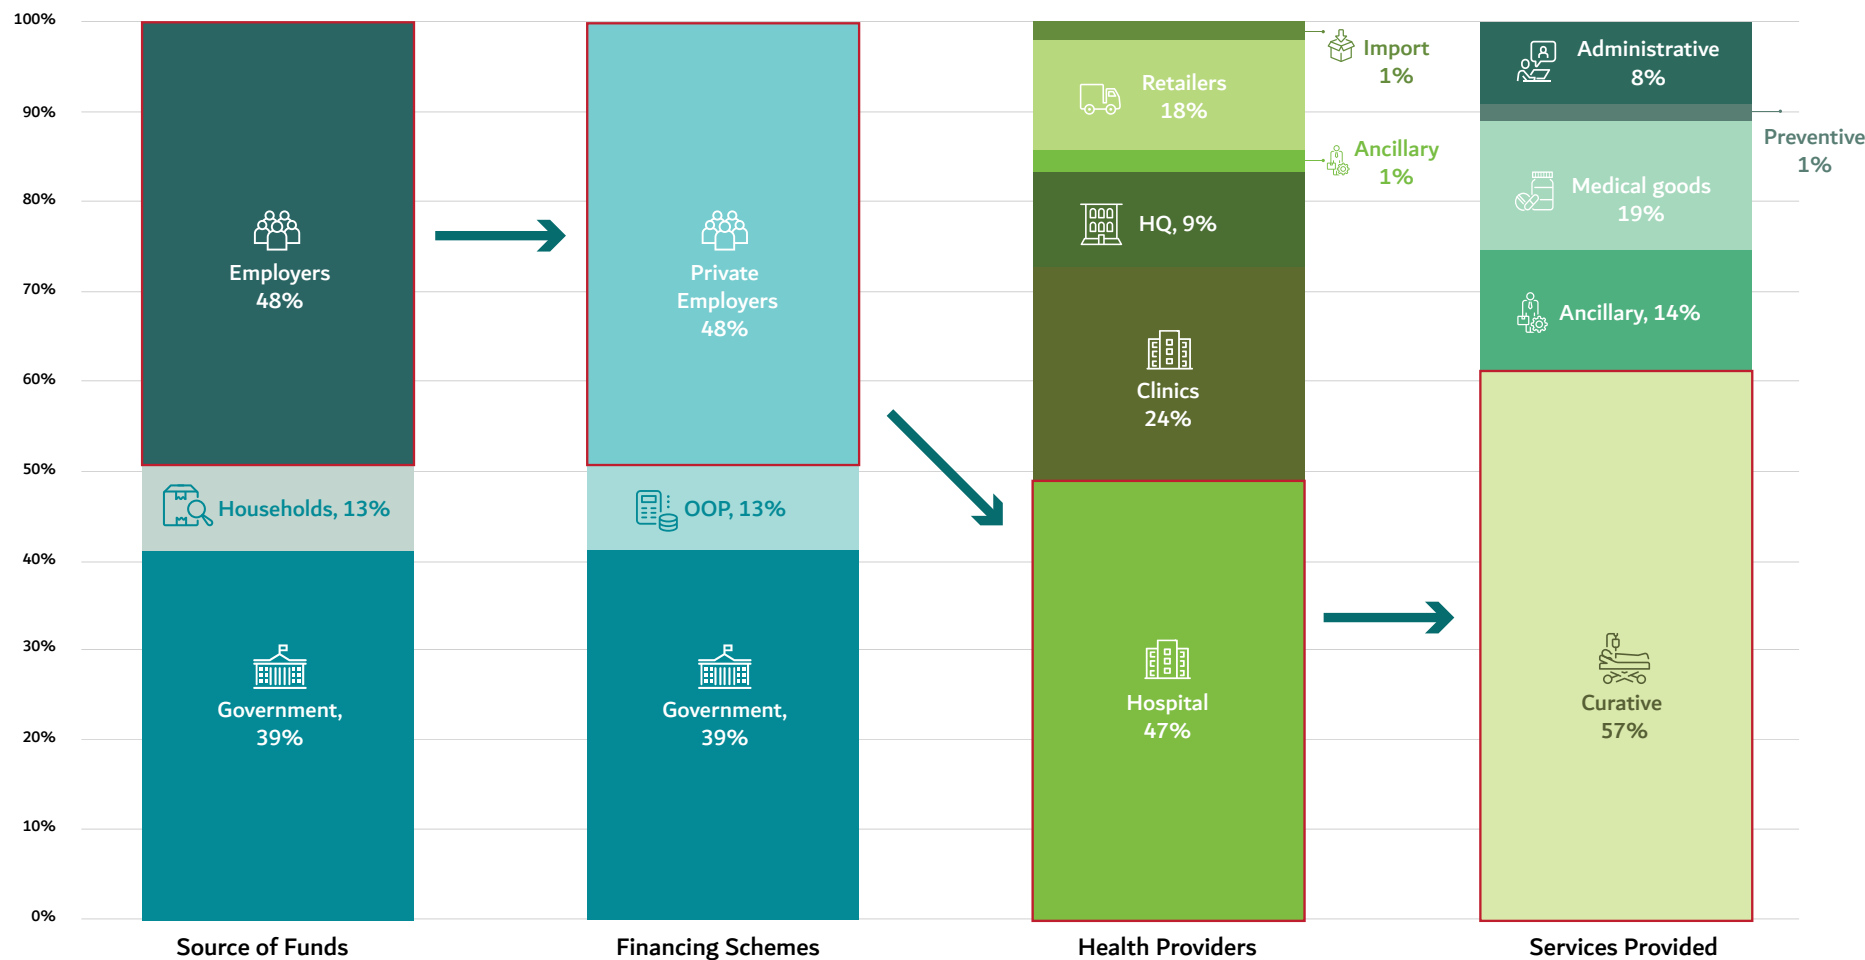 100%
90%
80%
70%
60%
50%
40%
30%
20%
10%
0%
Employers
48%
Households, 13%
Government,
39%
Source of Funds
Private
Employers
48%
OOP, 13%
Government,
39%
Financing Schemes
Import
1%
Retailers
18%
Ancillary
1%
HQ, 9%
Clinics
24%
Hospital
47%
Health Providers
Administrative
8%
Preventive
1%
Medical goods
19%
Ancillary, 14%
Curative
57%
Services Provided